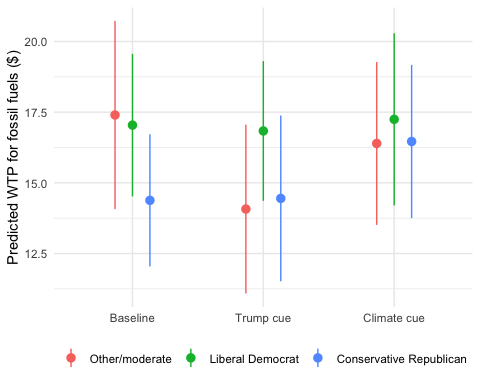 Predicted WTP for fossil fuels ($)
20.0
17.5
15.0
12.5
Baseline Trump cue Climate cue
Other/moderate Liberal Democrat Conservative Republican